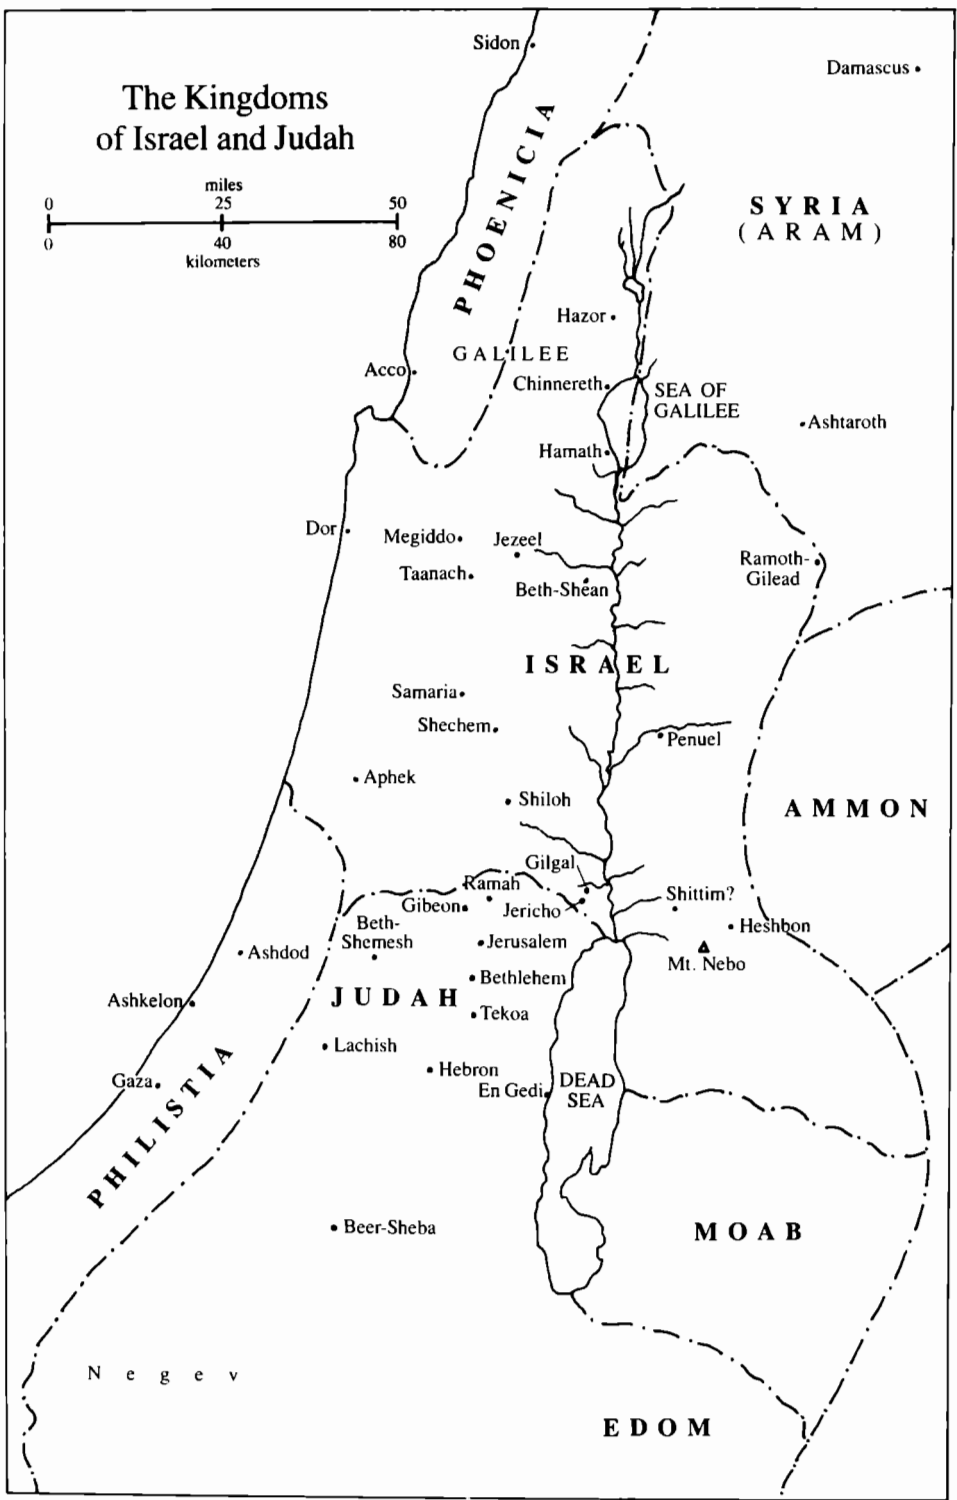 Sidon
Damascus
The Kingdoms
of Israel and Judah
miles
0 25 50
0 40 80
kilometers
PHOENICIA
SYRIA
(ARAM)
Hazor
GALILEE
Acco
Chinnereth
SEA OF
GALILEE
Ashtaroth
Hamath
Dor
Megiddo
Jezeel
Taanach
Beth-Shean
Ramoth-
Gilead
ISRAEL
Samaria
Shechem
Penuel
Aphek
Shiloh
AMMON
Gilgal
Ramah
Shittim?
Gibeon
Jericho
Heshbon
Beth-
Shemesh
Jerusalem
Ashdod
Mt. Nebo
Bethlehem
JUDAH
Ashkelon
Tekoa
Lachish
Hebron
Gaza
En Gedi
DEAD
SEA
PHILISTIA
Beer-Sheba
MOAB
Negev
EDOM